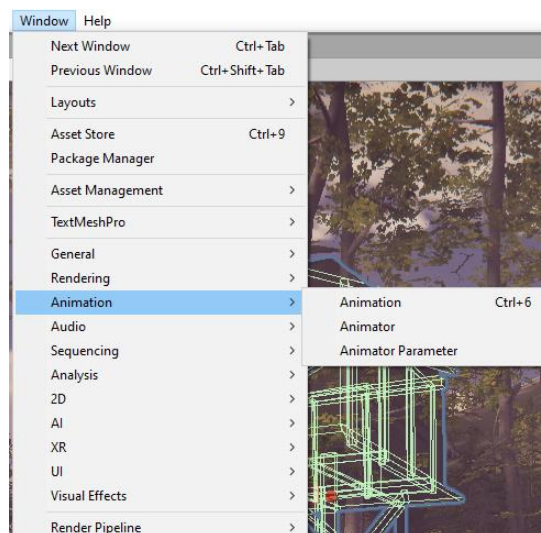 Window Help
Next Window Ctrl+Tab
Previous Window Ctrl+Shift+Tab
Layouts
Asset Store Ctrl+9
Package Manager
Asset Management
TextMeshPro
General
Rendering
Animation
Animation Ctrl+6
Audio
Animator
Sequencing
Animator Parameter
Analysis
2D
AI
XR
UI
Visual Effects
Render Pipeline